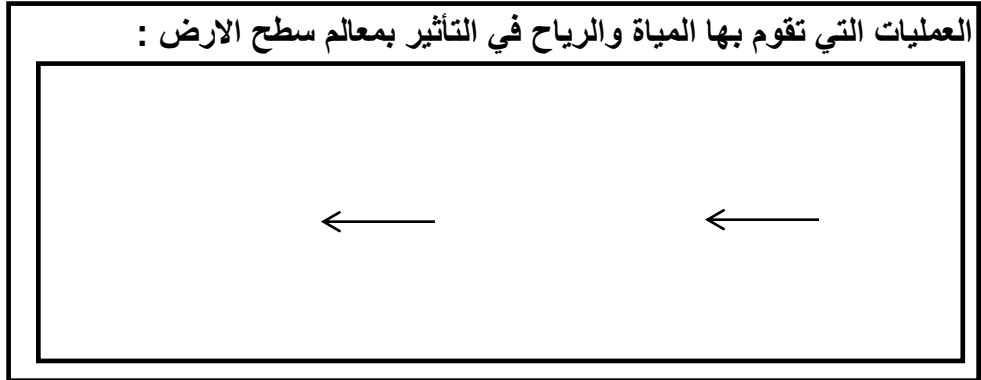 العمليات التي تقوم بها المياة والرياح في التأثير بمعالم سطح الارض :